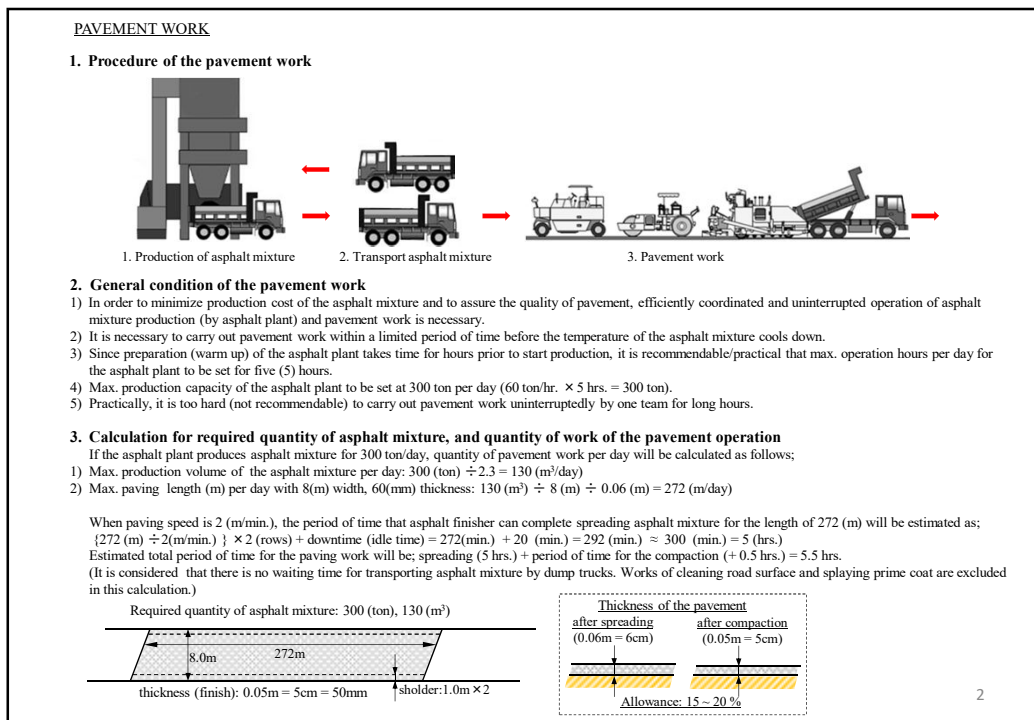 PAVEMENT WORK
1. Procedure of the pavement work
1. Production of asphalt mixture
2. Transport asphalt mixture
3. Pavement work
2. General condition of the pavement work
1) In order to minimize production cost of the asphalt mixture and to assure the quality of pavement, efficiently coordinated and uninterrupted operation of asphalt
mixture production (by asphalt plant) and pavement work is necessary.
2) It is necessary to carry out pavement work within a limited period of time before the temperature of the asphalt mixture cools down.
3) Since preparation (warm up) of the asphalt plant takes time for hours prior to start production, it is recommendable/practical that max. operation hours per day for
the asphalt plant to be set for five (5) hours.
4) Max. production capacity of the asphalt plant to be set at 300 ton per day (60 ton/hr. × 5 hrs. = 300 ton).
5) Practically, it is too hard (not recommendable) to carry out pavement work uninterruptedly by one team for long hours.
3. Calculation for required quantity of asphalt mixture, and quantity of work of the pavement operation
If the asphalt plant produces asphalt mixture for 300 ton/day, quantity of pavement work per day will be calculated as follows;
1) Max. production volume of the asphalt mixture per day: 300 (ton) ÷2.3 = 130 (m³/day)
2) Max. paving length (m) per day with 8(m) width, 60(mm) thickness: 130 (m³) ÷ 8 (m) ÷ 0.06 (m) = 272 (m/day)
When paving speed is 2 (m/min.), the period of time that asphalt finisher can complete spreading asphalt mixture for the length of 272 (m) will be estimated as;
{272 (m) ÷2(m/min.) } ×2 (rows) + downtime (idle time) = 272(min.) + 20 (min.) = 292 (min.) ≈ 300 (min.) = 5 (hrs.)
Estimated total period of time for the paving work will be; spreading (5 hrs.) + period of time for the compaction (+ 0.5 hrs.) = 5.5 hrs.
(It is considered that there is no waiting time for transporting asphalt mixture by dump trucks. Works of cleaning road surface and splaying prime coat are excluded
in this calculation.)
Required quantity of asphalt mixture: 300 (ton), 130 (m³)
8.0m
272m
thickness (finish): 0.05m = 5cm = 50mm
sholder:1.0m×2
Thickness of the pavement
after spreading
(0.06m = 6cm)
after compaction
(0.05m = 5cm)
Allowance: 15 ~ 20 %
2